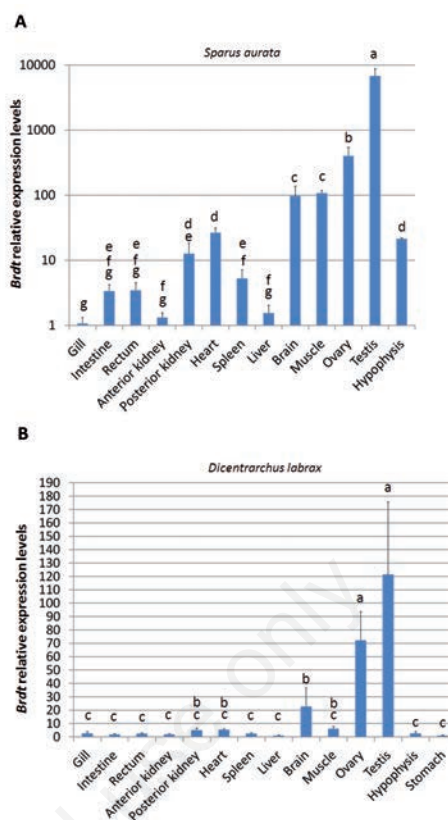 A
Sparus aurata
Brdt relative expression levels
10000
1000
100
10
1
g
e
f
g
e
f
g
f
g
d
e
d
e
f
f
g
c
c
b
a
d
Gill
Intestine
Rectum
Anterior kidney
Posterior kidney
Heart
Spleen
Liver
Brain
Muscle
Ovary
Testis
Hypophysis
B
Dicentrarchus labrax
Brdt relative expression levels
190
180
170
160
150
140
130
120
110
100
90
80
70
60
50
40
30
20
10
0
c
c
c
c
b
c
b
c
c
c
b
b
c
a
a
c
c
Gill
Intestine
Rectum
Anterior kidney
Posterior kidney
Heart
Spleen
Liver
Brain
Muscle
Ovary
Testis
Hypophysis
Stomach
only